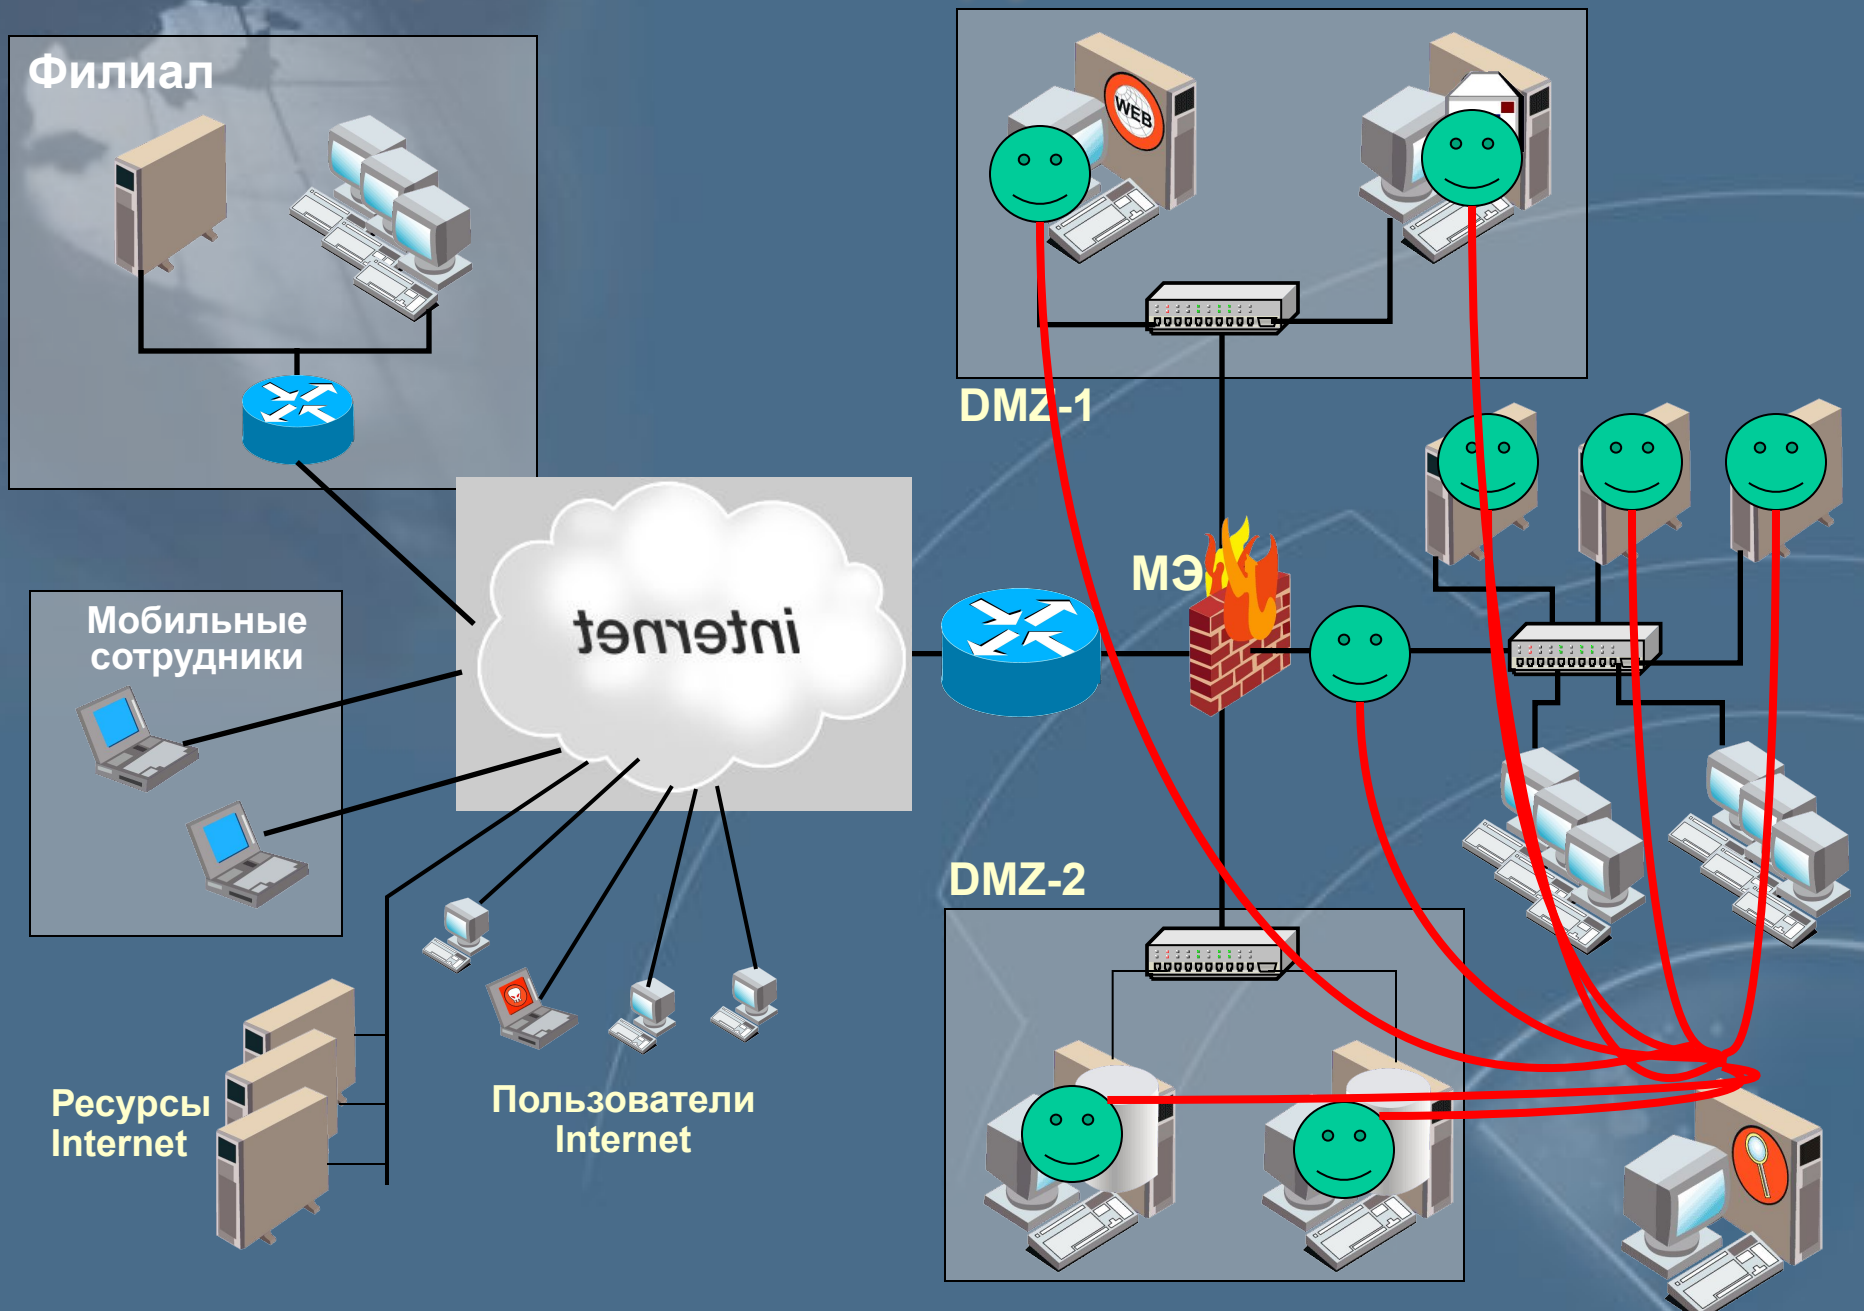 Филиал
WEB
DMZ-1
МЭ
internet
Мобильные
сотрудники
DMZ-2
Ресурсы
Internet
Пользователи
Internet